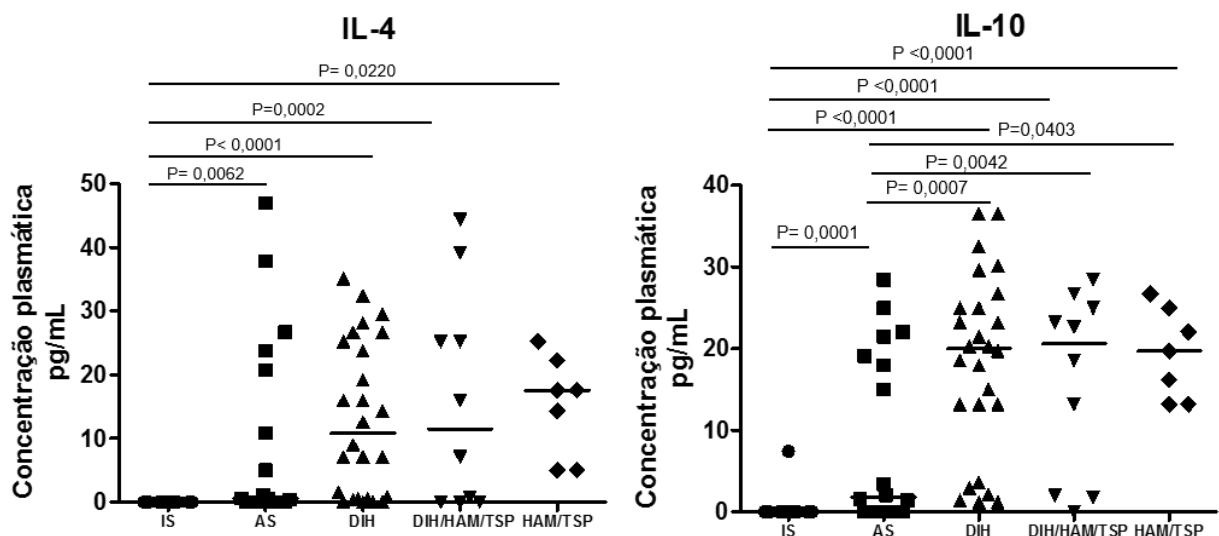 IL-4
P= 0,0220
P=0,0002
P< 0,0001
P= 0,0062
Concentração plasmática
pg/mL
50
40
30
20
10
0
IS AS DIH DIH/HAM/TSP HAM/TSP
IL-10
P <0,0001
P <0,0001
P <0,0001
P=0,0403
P= 0,0042
P= 0,0007
P= 0,0001
Concentração plasmática
pg/mL
40
30
20
10
0
IS AS DIH DIH/HAM/TSP HAM/TSP